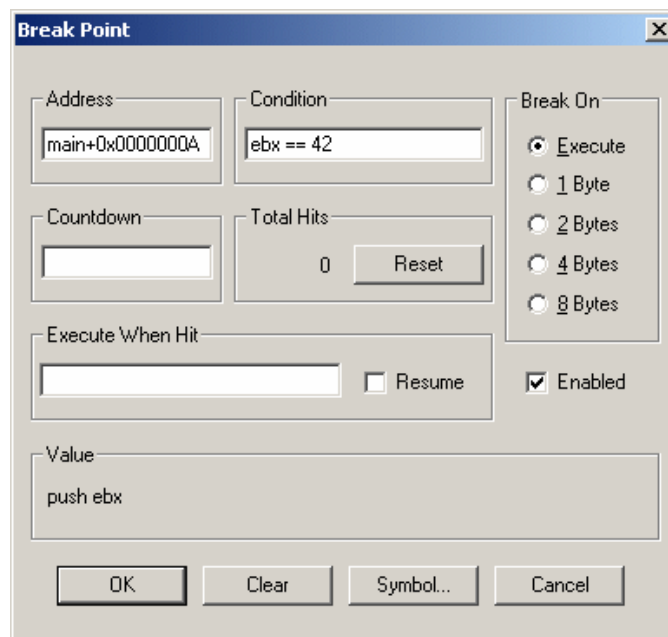 Break Point
Address
main+0x0000000A
Condition
ebx == 42
Break On
Execute
1 Byte
2 Bytes
4 Bytes
8 Bytes
Countdown
Total Hits
0
Reset
Execute When Hit
Resume
Enabled
Value
push ebx
OK
Clear
Symbol...
Cancel